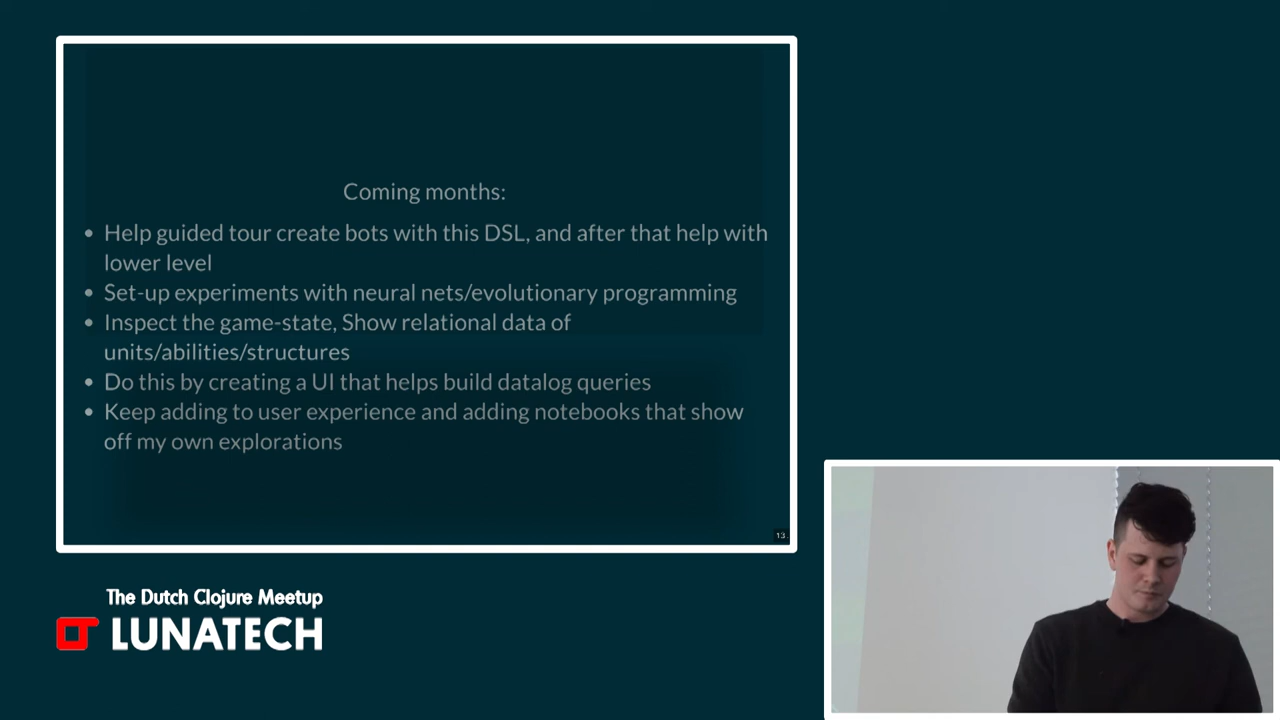 Coming months:
• Help guided tour create bots with this DSL, and after that help with
lower level
• Set-up experiments with neural nets/evolutionary programming
• Inspect the game-state, Show relational data of
units/abilities/structures
• Do this by creating a UI that helps build datalog queries
• Keep adding to user experience and adding notebooks that show
off my own explorations
13
The Dutch Clojure Meetup
LUNATECH